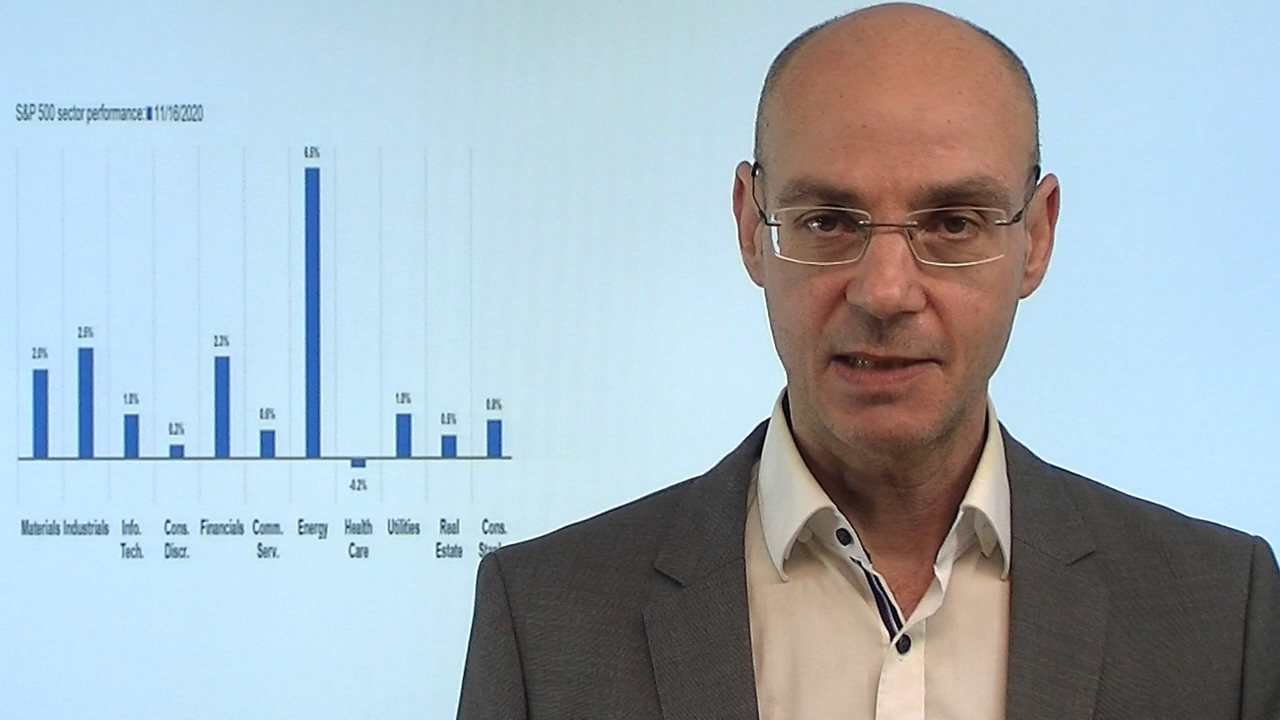 S&P 500 sector performance: 11/16/2020
2.0%
2.5%
1.0%
2.3%
0.6%
-0.2%
1.0%
0.5%
Materials Industrials Info. Cons. Financials Comm. Energy Health Utilities Real Cons.
Tech. Discr. Serv. Care Estate